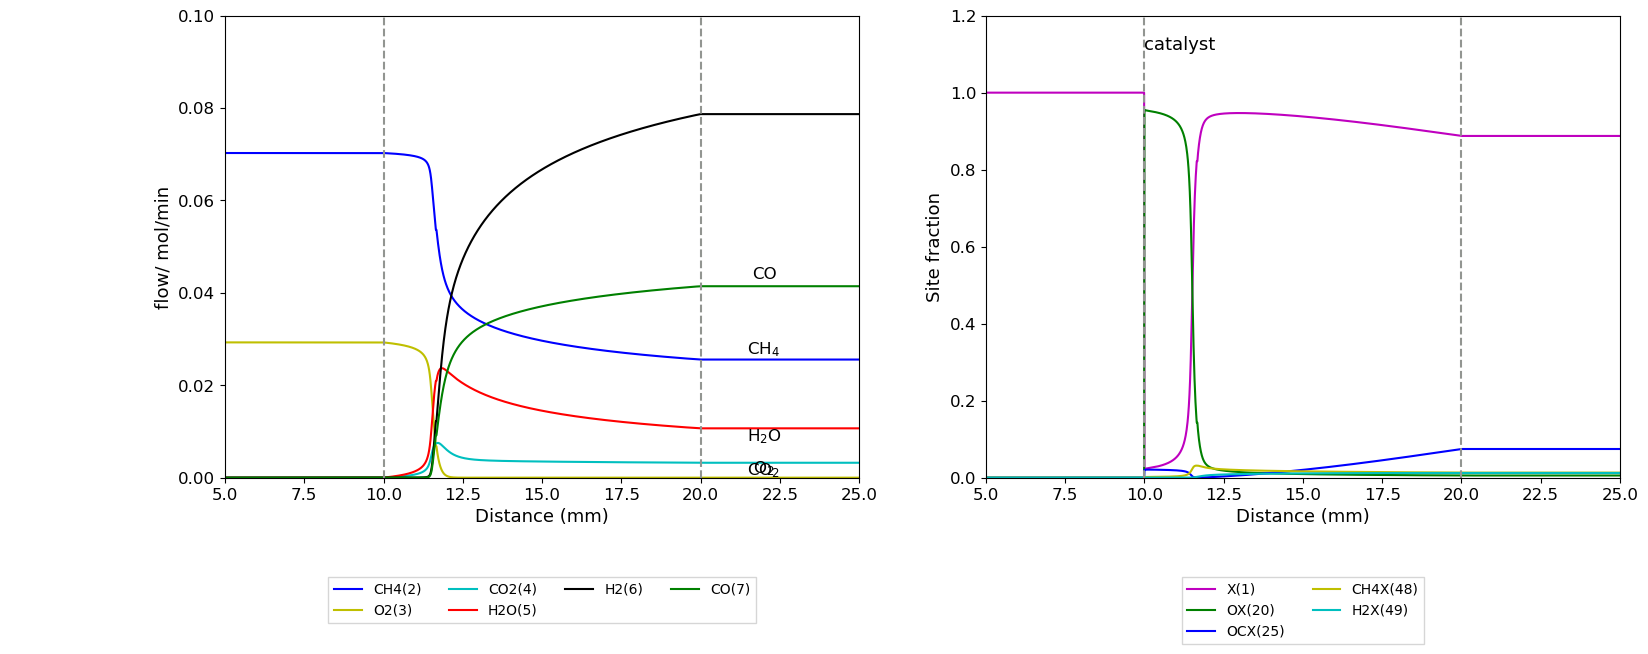 0.10
0.08
0.06
0.04
0.02
0.00
flow/ mol/min
5.0 7.5 10.0 12.5 15.0 17.5 20.0 22.5 25.0
Distance (mm)
CO
CH4
H2O
O2
CO2
CH4(2) CO2(4) H2(6) CO(7)
O2(3) H2O(5)
1.2
1.0
0.8
0.6
0.4
0.2
0.0
Site fraction
catalyst
5.0 7.5 10.0 12.5 15.0 17.5 20.0 22.5 25.0
Distance (mm)
X(1) CH4X(48)
OX(20) H2X(49)
OCX(25)